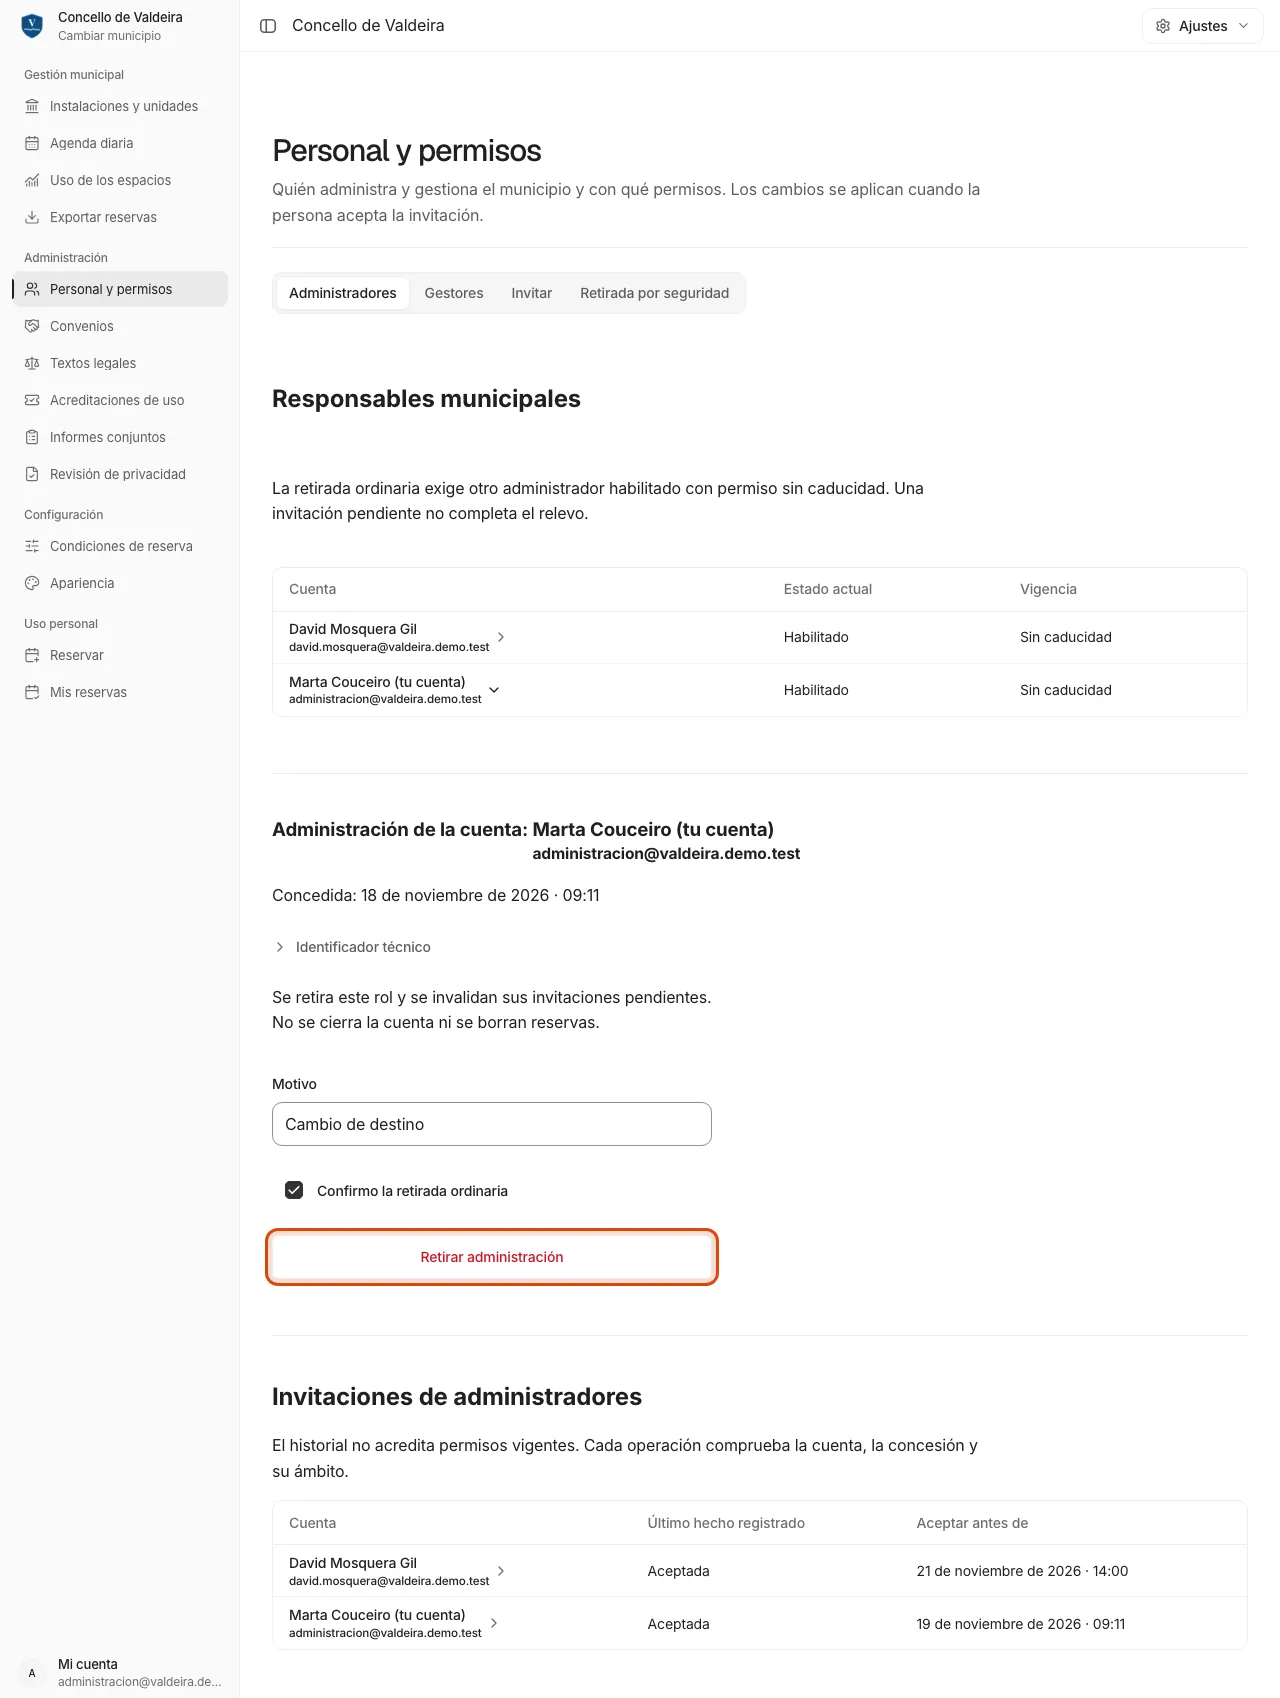 Concello de Valdeira
Cambiar municipio
Gestión municipal
Instalaciones y unidades
Agenda diaria
Uso de los espacios
Exportar reservas
Administración
Personal y permisos
Convenios
Textos legales
Acreditaciones de uso
Informes conjuntos
Revisión de privacidad
Configuración
Condiciones de reserva
Apariencia
Uso personal
Reservar
Mis reservas
A
Mi cuenta
administracion@valdeira.de...
Concello de Valdeira
Ajustes
Personal y permisos
Quién administra y gestiona el municipio y con qué permisos. Los cambios se aplican cuando la
persona acepta la invitación.
Administradores Gestores Invitar Retirada por seguridad
Responsables municipales
La retirada ordinaria exige otro administrador habilitado con permiso sin caducidad. Una
invitación pendiente no completa el relevo.
Cuenta Estado actual Vigencia
David Mosquera Gil
david.mosquera@valdeira.demo.test
Habilitado Sin caducidad
Marta Couceiro (tu cuenta)
administracion@valdeira.demo.test
Habilitado Sin caducidad
Administración de la cuenta: Marta Couceiro (tu cuenta)
administracion@valdeira.demo.test
Concedida: 18 de noviembre de 2026 · 09:11
Identificador técnico
Se retira este rol y se invalidan sus invitaciones pendientes.
No se cierra la cuenta ni se borran reservas.
Motivo
Cambio de destino
Confirmo la retirada ordinaria
Retirar administración
Invitaciones de administradores
El historial no acredita permisos vigentes. Cada operación comprueba la cuenta, la concesión y
su ámbito.
Cuenta Último hecho registrado Aceptar antes de
David Mosquera Gil
david.mosquera@valdeira.demo.test
Aceptada 21 de noviembre de 2026 · 14:00
Marta Couceiro (tu cuenta)
administracion@valdeira.demo.test
Aceptada 19 de noviembre de 2026 · 09:11